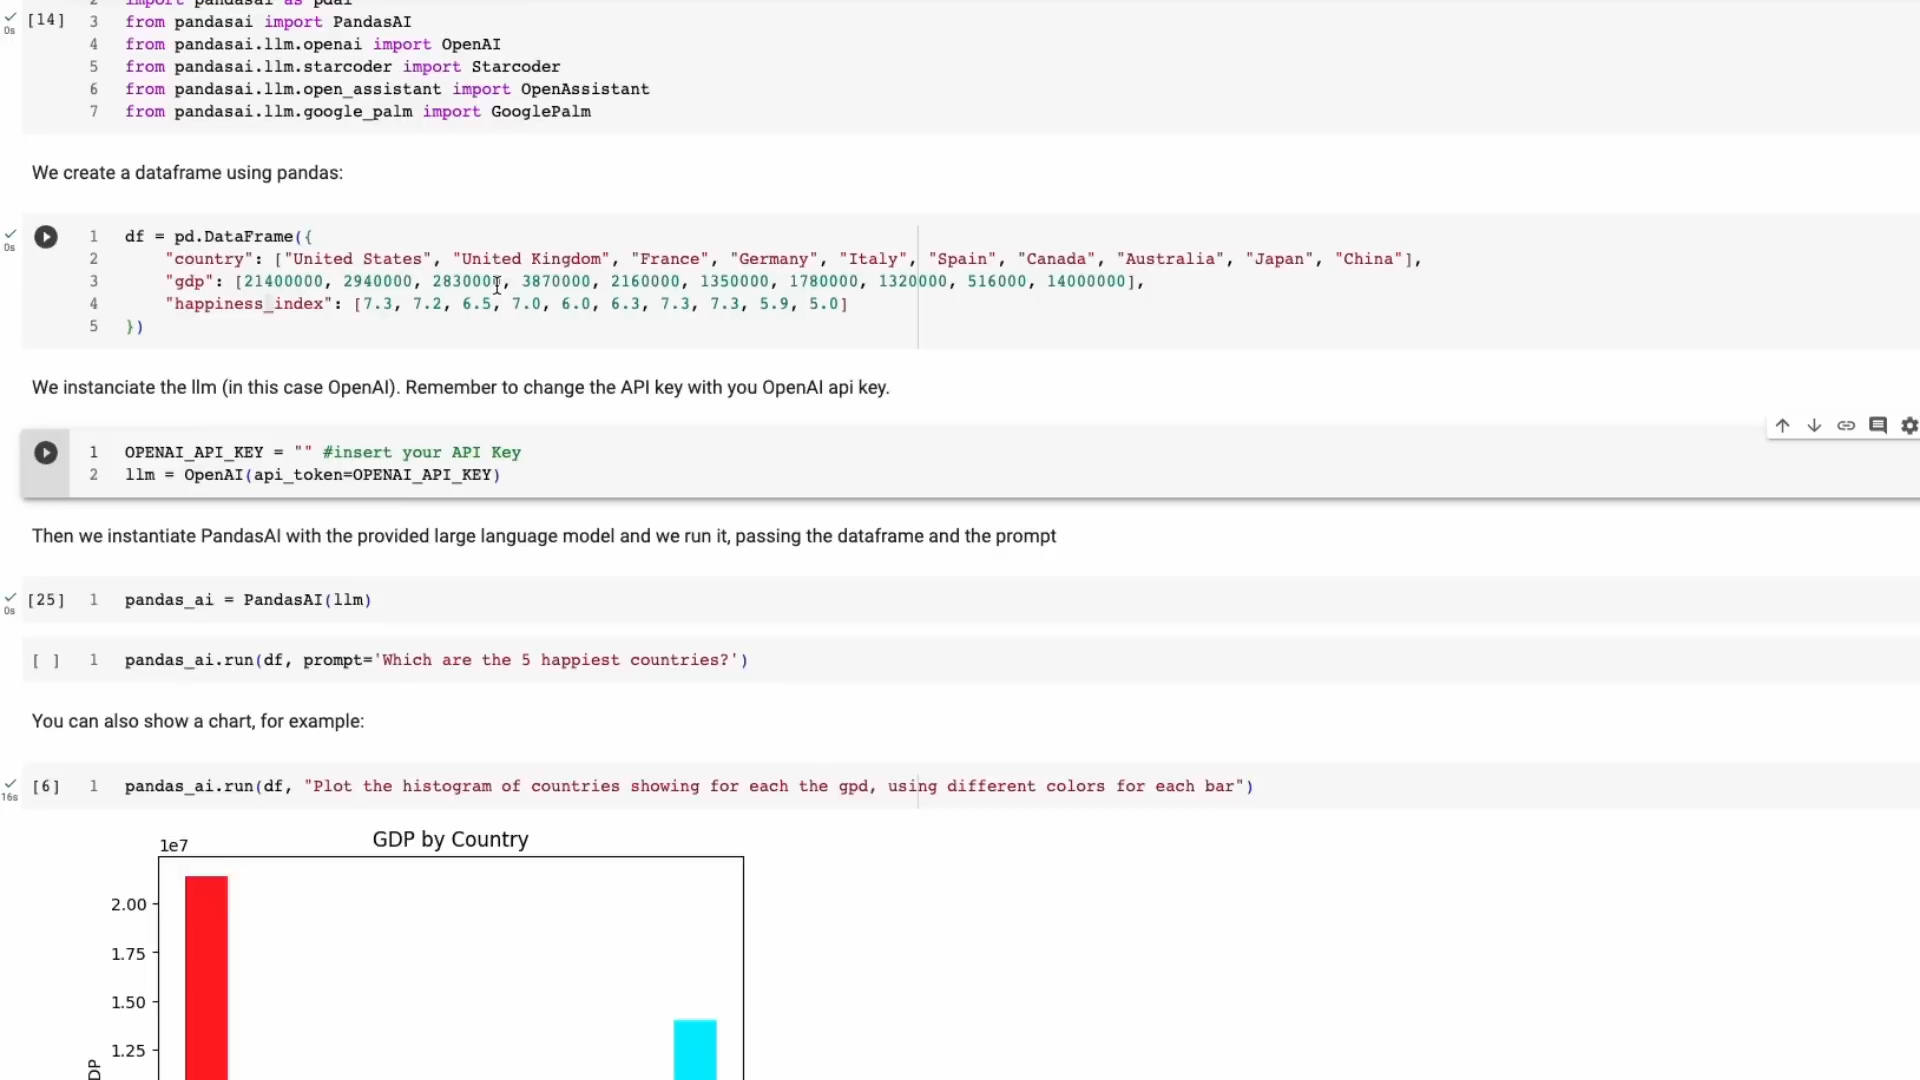 import pandasai as pdai
[14] 3 from pandasai import PandasAI
0s
4 from pandasai.llm.openai import OpenAI
5 from pandasai.llm.starcoder import Starcoder
6 from pandasai.llm.open_assistant import OpenAssistant
7 from pandasai.llm.google_palm import GooglePalm
We create a dataframe using pandas:
1 df = pd.DataFrame({
0s
2 "country": ["United States", "United Kingdom", "France", "Germany", "Italy", "Spain", "Canada", "Australia", "Japan", "China"],
3 "gdp": [21400000, 2940000, 2830000, 3870000, 2160000, 1350000, 1780000, 1320000, 516000, 14000000],
4 "happiness_index": [7.3, 7.2, 6.5, 7.0, 6.0, 6.3, 7.3, 7.3, 5.9, 5.0]
5 })
We instanciate the llm (in this case OpenAI). Remember to change the API key with you OpenAI api key.
1 OPENAI_API_KEY = "" #insert your API Key
2 llm = OpenAI(api_token=OPENAI_API_KEY)
Then we instantiate PandasAI with the provided large language model and we run it, passing the dataframe and the prompt
[25] 1 pandas_ai = PandasAI(llm)
0s
[ ] 1 pandas_ai.run(df, prompt='Which are the 5 happiest countries?')
You can also show a chart, for example:
[6] 1 pandas_ai.run(df, "Plot the histogram of countries showing for each the gpd, using different colors for each bar")
16s
GDP by Country
1e7
2.00
1.75
1.50
1.25
DP